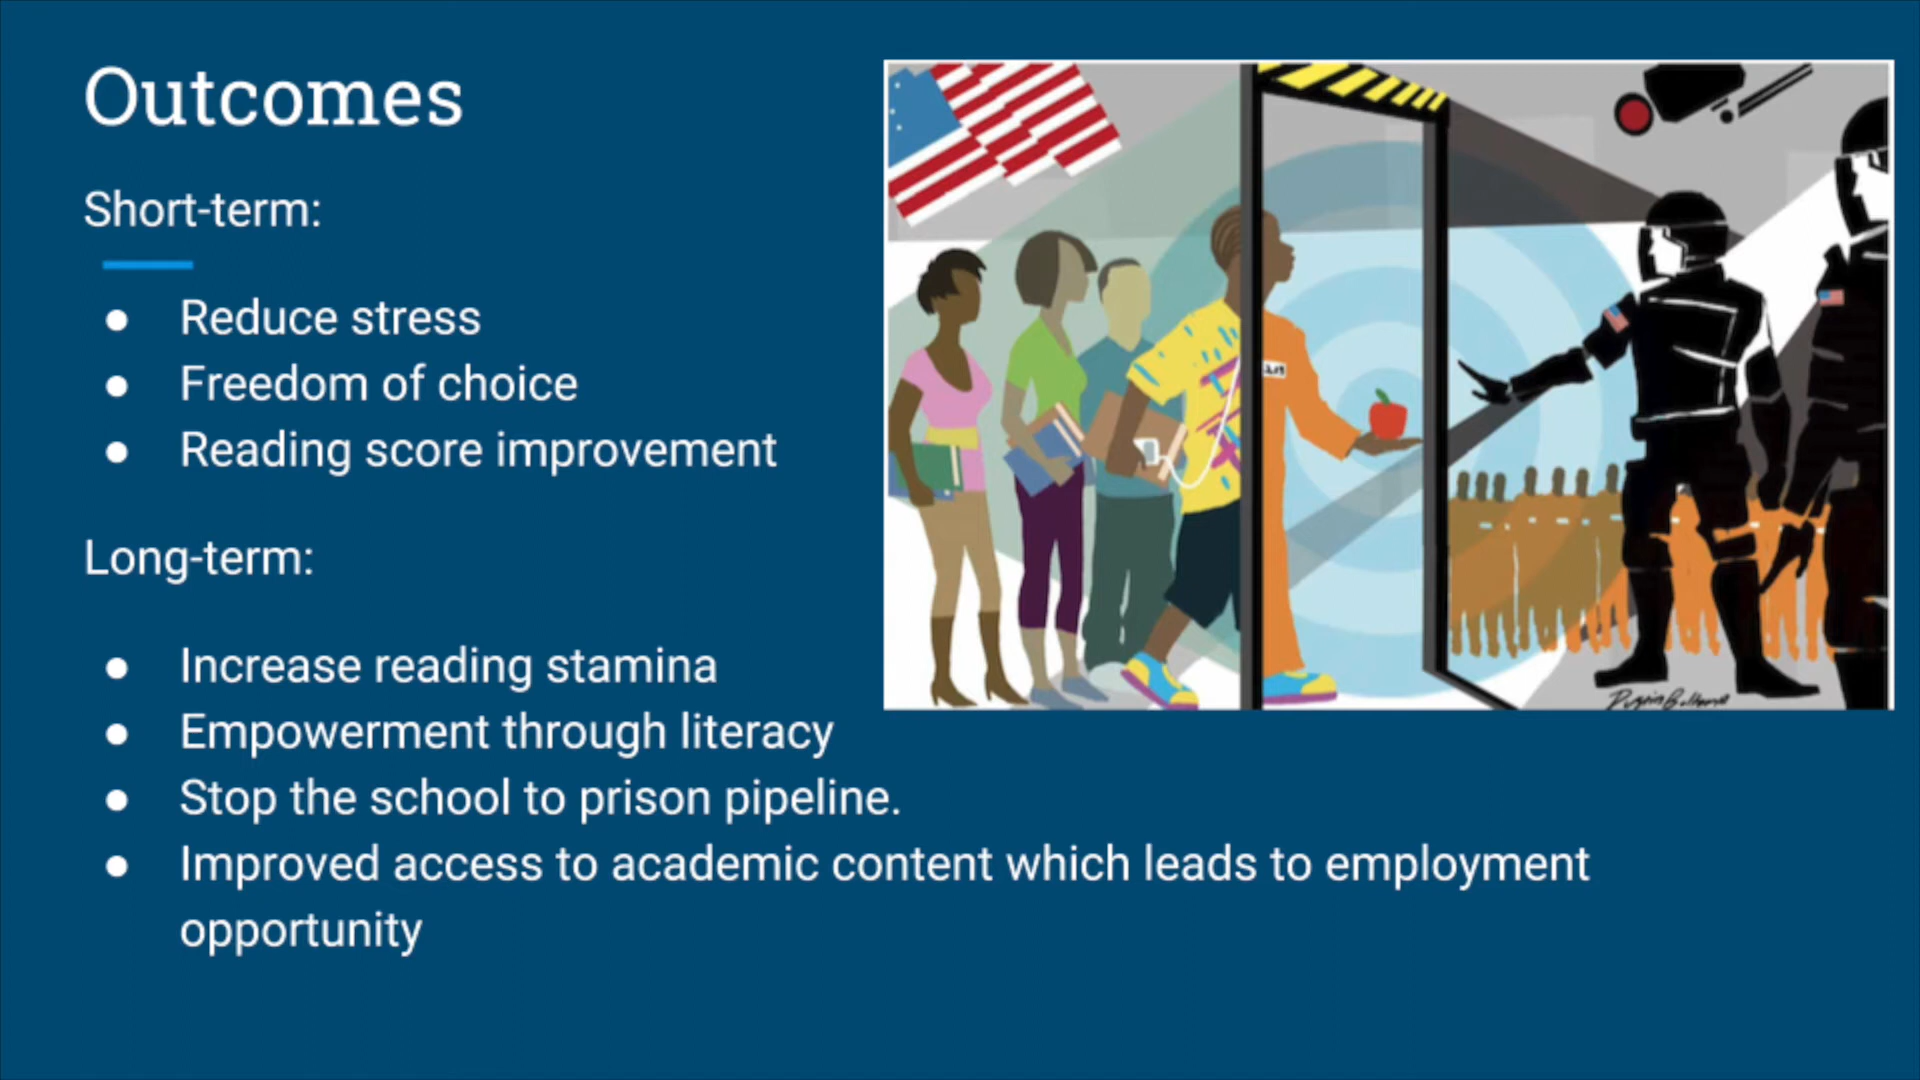 Outcomes
Short-term:
● Reduce stress
● Freedom of choice
● Reading score improvement
Long-term:
● Increase reading stamina
● Empowerment through literacy
● Stop the school to prison pipeline.
● Improved access to academic content which leads to employment
opportunity